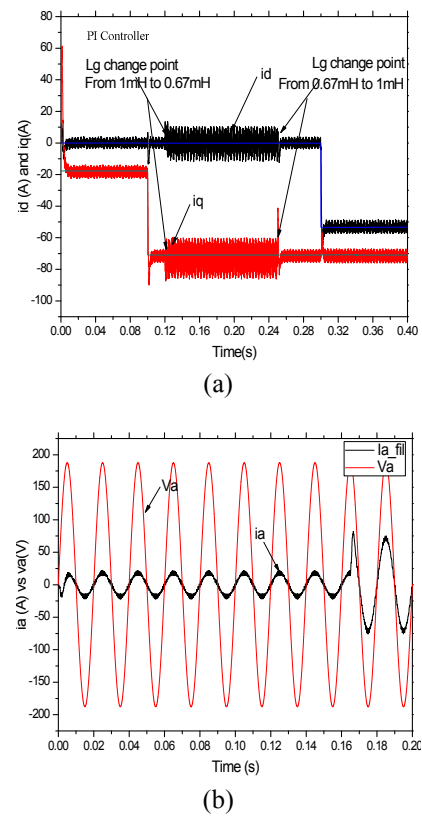 PI Controller
Lg change point
From 1mH to 0.67mH
id
Lg change point
From 0.67mH to 1mH
iq
id (A) and iq(A)
80
60
40
20
0
-20
-40
-60
-80
-100
0.00 0.04 0.08 0.12 0.16 0.20 0.24 0.28 0.32 0.36 0.40
Time(s)
(a)
Ia_fil
Va
Va
ia
ia (A) vs va(V)
200
150
100
50
0
-50
-100
-150
-200
0.00 0.02 0.04 0.06 0.08 0.10 0.12 0.14 0.16 0.18 0.20
Time (s)
(b)